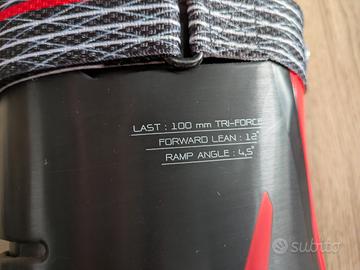 LAST : 100 mm TRI-FORCE
FORWARD LEAN : 12°
RAMP ANGLE : 4,5°
subito